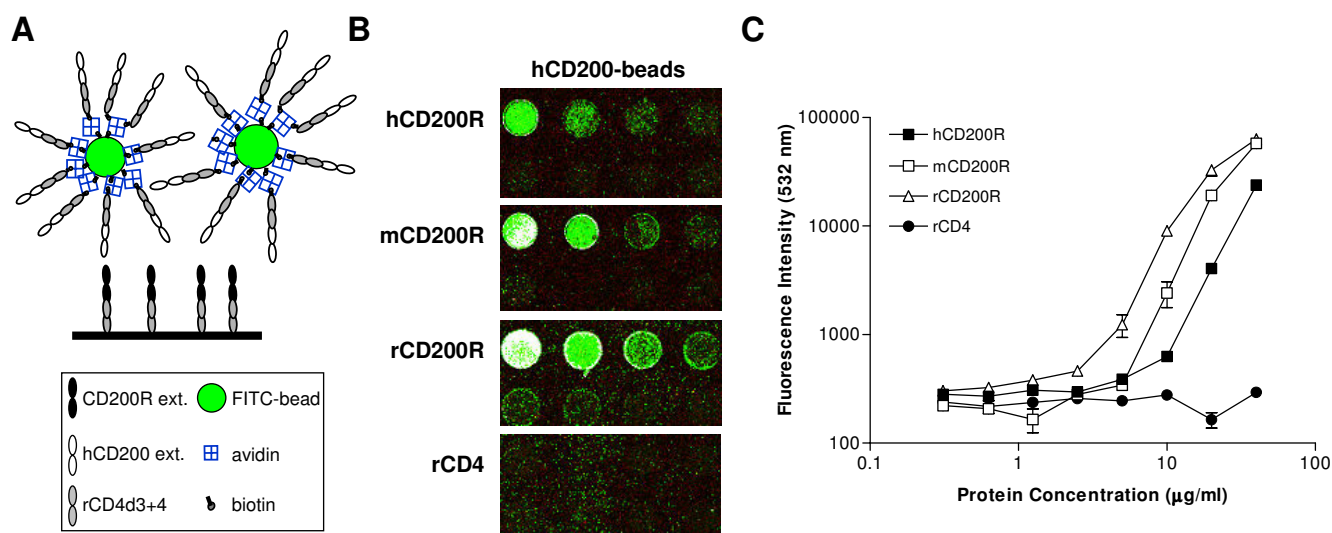 A
CD200R ext.
FITC-bead
hCD200 ext.
avidin
rCD4d3+4
biotin
B
hCD200-beads
hCD200R
mCD200R
rCD200R
rCD4
C
Fluorescence Intensity (532 nm)
100000
10000
1000
100
hCD200R
mCD200R
rCD200R
rCD4
0.1
1
10
100
Protein Concentration (μg/ml)